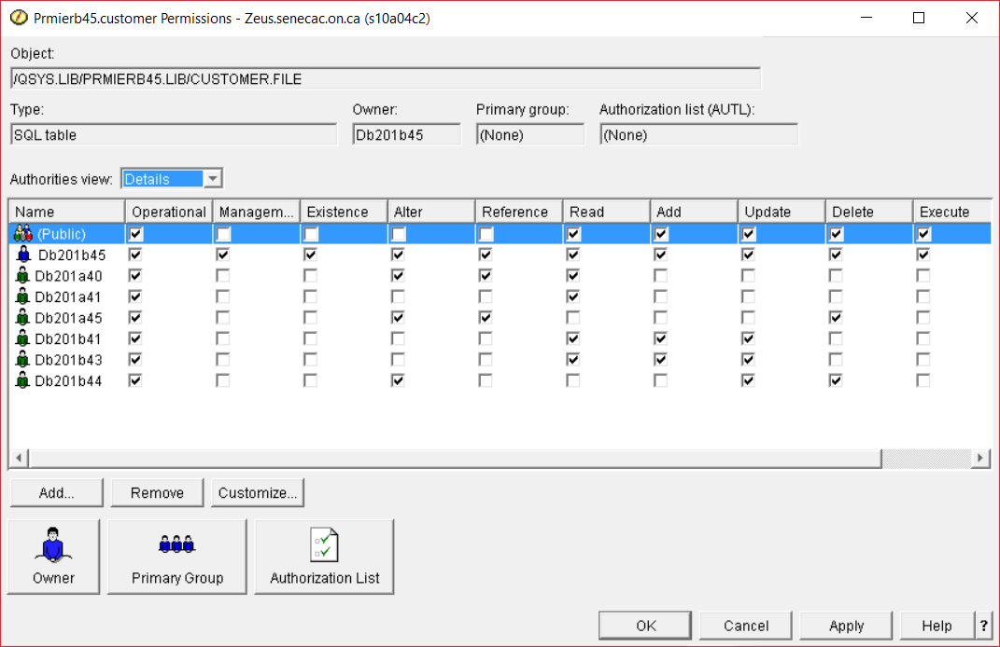 Prmierb45.customer Permissions - Zeus.senecac.on.ca (s10a04c2)
Object:
/QSYS.LIB/PRMIERB45.LIB/CUSTOMER.FILE
Type: Owner: Primary group: Authorization list (AUTL):
SQL table Db201b45 (None) (None)
Authorities view: Details
Name Operational Managem... Existence Alter Reference Read Add Update Delete Execute
(Public)
Db201b45
Db201a40
Db201a41
Db201a45
Db201b41
Db201b43
Db201b44
Add... Remove Customize...
Owner Primary Group Authorization List
OK Cancel Apply Help ?